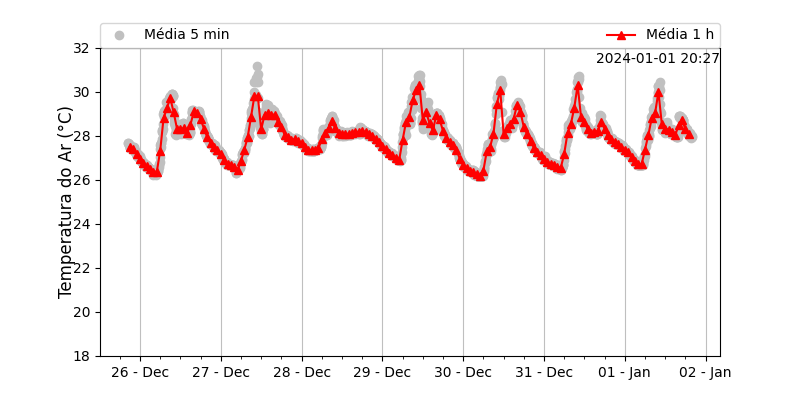 Média 5 min
Média 1 h
2024-01-01 20:27
Temperatura do Ar (°C)
32
30
28
26
24
22
20
18
26 - Dec
27 - Dec
28 - Dec
29 - Dec
30 - Dec
31 - Dec
01 - Jan
02 - Jan